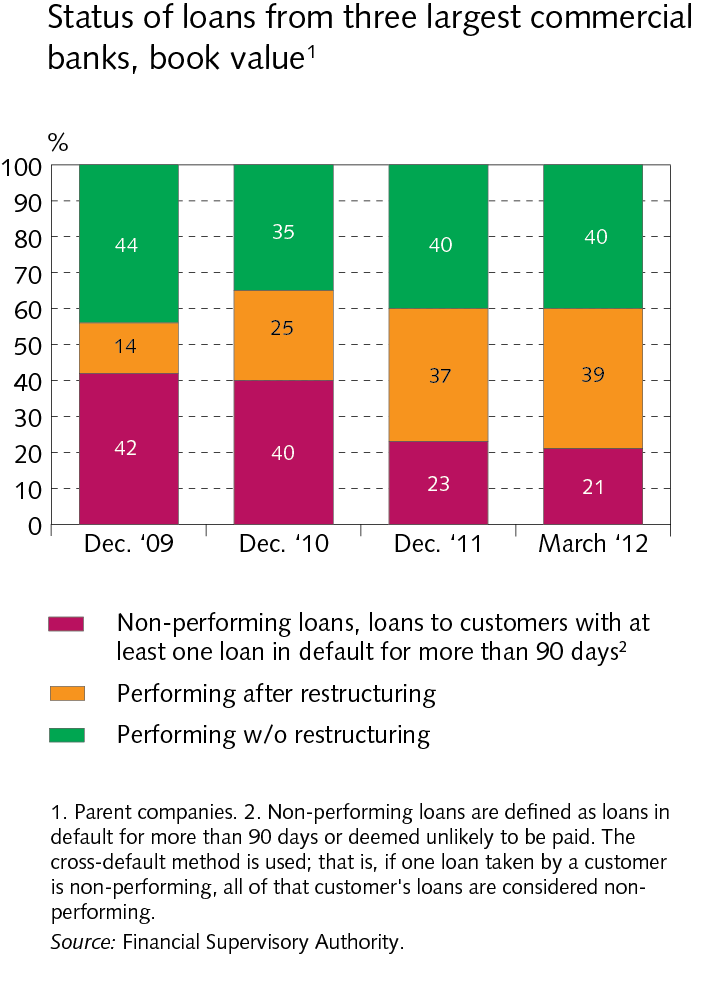 Status of loans from three largest commercial
banks, book value¹
%
100
90
80
70
60
50
40
30
20
10
0
44
14
42
35
25
40
40
37
23
40
39
21
Dec. ‘09
Dec. ‘10
Dec. ‘11
March ‘12
Non-performing loans, loans to customers with at
least one loan in default for more than 90 days²
Performing after restructuring
Performing w/o restructuring
1. Parent companies. 2. Non-performing loans are defined as loans in
default for more than 90 days or deemed unlikely to be paid. The
cross-default method is used; that is, if one loan taken by a customer
is non-performing, all of that customer's loans are considered non-
performing.
Source: Financial Supervisory Authority.